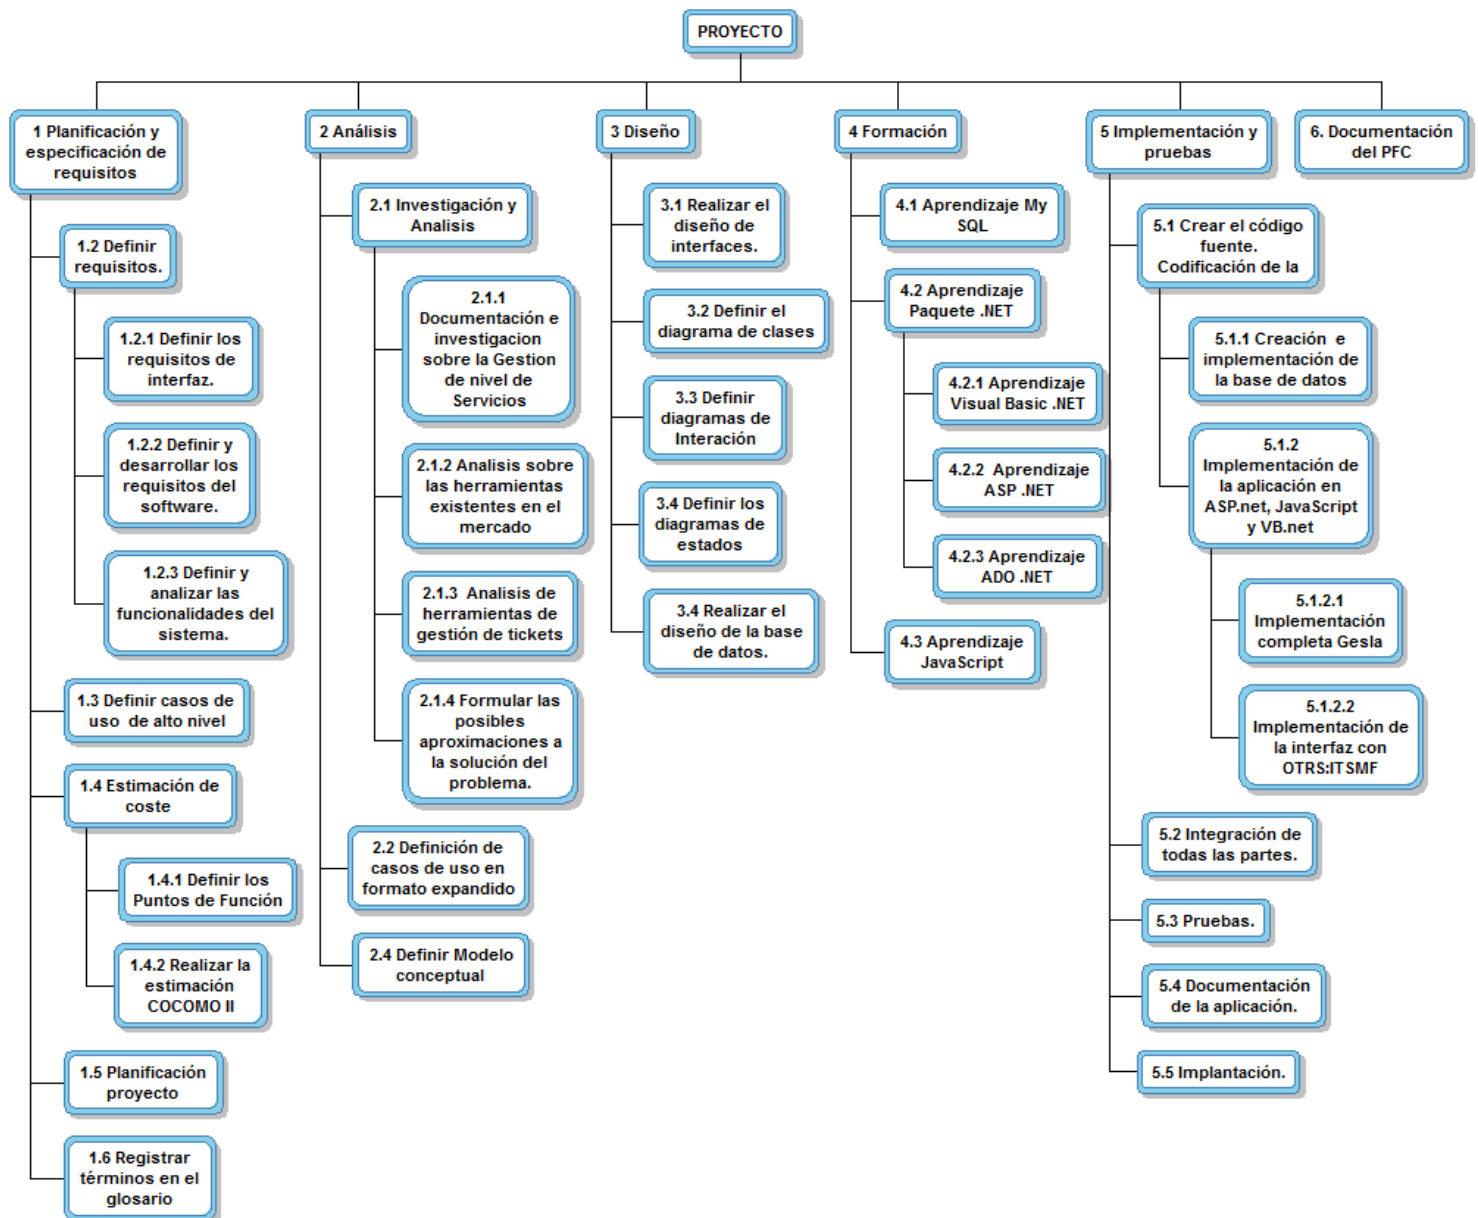 PROYECTO
1 Planificación y
especificación de
requisitos
1.2 Definir
requisitos.
1.2.1 Definir los
requisitos de
interfaz.
1.2.2 Definir y
desarrollar los
requisitos del
software.
1.2.3 Definir y
analizar las
funcionalidades del
sistema.
1.3 Definir casos de
uso de alto nivel
1.4 Estimación de
coste
1.4.1 Definir los
Puntos de Función
1.4.2 Realizar la
estimación
COCOMO II
1.5 Planificación
proyecto
1.6 Registrar
términos en el
glosario
2 Análisis
2.1 Investigación y
Analisis
2.1.1
Documentación e
investigacion
sobre la Gestion
de nivel de
Servicios
2.1.2 Analisis sobre
las herramientas
existentes en el
mercado
2.1.3 Analisis de
herramientas de
gestión de tickets
2.1.4 Formular las
posibles
aproximaciones a
la solución del
problema.
2.2 Definición de
casos de uso en
formato expandido
2.4 Definir Modelo
conceptual
3 Diseño
3.1 Realizar el
diseño de
interfaces.
3.2 Definir el
diagrama de clases
3.3 Definir
diagramas de
Interación
3.4 Definir los
diagramas de
estados
3.4 Realizar el
diseño de la base
de datos.
4 Formación
4.1 Aprendizaje My
SQL
4.2 Aprendizaje
Paquete .NET
4.2.1 Aprendizaje
Visual Basic .NET
4.2.2 Aprendizaje
ASP .NET
4.2.3 Aprendizaje
ADO .NET
4.3 Aprendizaje
JavaScript
5 Implementación y
pruebas
5.1 Crear el código
fuente.
Codificación de la
5.1.1 Creación e
implementación de
la base de datos
5.1.2
Implementación de
la aplicación en
ASP.net, JavaScript
y VB.net
5.1.2.1
Implementación
completa Gesla
5.1.2.2
Implementación de
la interfaz con
OTRS:ITSMF
5.2 Integración de
todas las partes.
5.3 Pruebas.
5.4 Documentación
de la aplicación.
5.5 Implantación.
6. Documentación
del PFC